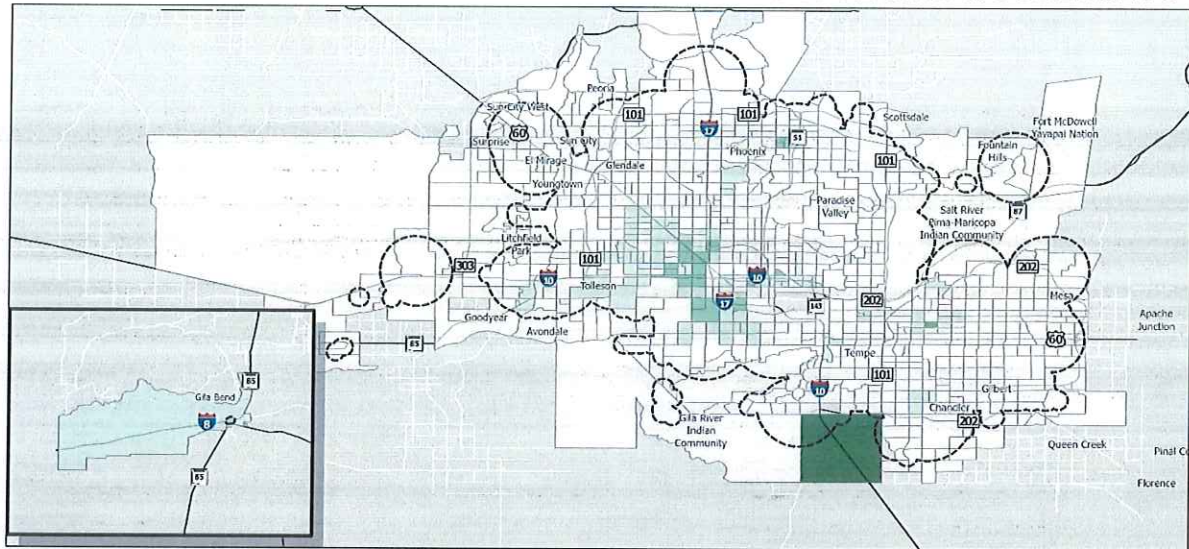 Peoria
Sun City West
101
101
Scottsdale
60
17
51
Fort McDowell
Yavapai Nation
Surprise
Sun City
Phoenix
Fountain
Hills
El Mirage
Glendale
101
Youngtown
Paradise
Valley
Salt River
Pima-Maricopa
Indian Community
87
Litchfield
Park
303
101
10
10
202
Tolleson
17
143
202
Mesa
Goodyear
Avondale
Apache
Junction
85
60
Tempe
101
85
Gila Bend
10
Gilbert
8
Chandler
Gila River
Indian
Community
202
Queen Creek
85
Florence